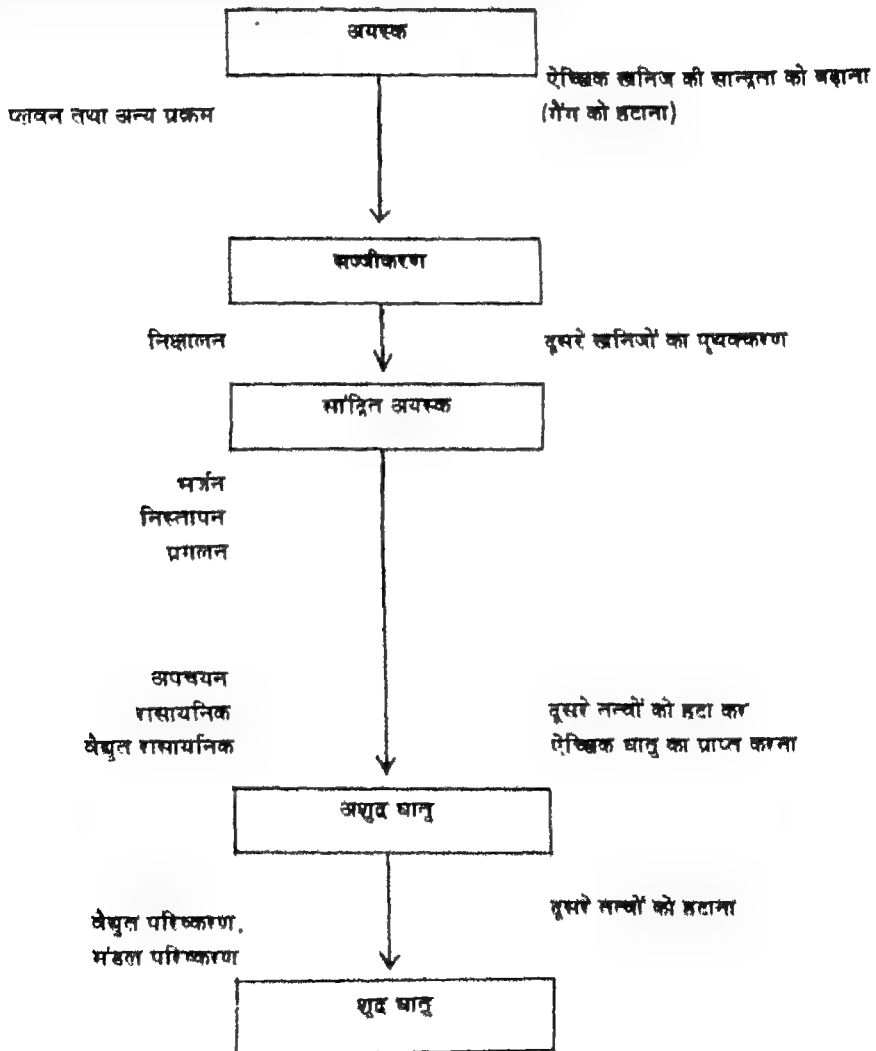 अयस्क
ऐच्छिक खनिज की सान्द्रता को बढ़ाना
प्लावन तथा अन्य प्रक्रम
(गैंग को हटाना)
सज्जीकरण
निक्षालन
दूसरे खनिजों का पृथक्करण
सांद्रित अयस्क
भर्जन
निस्तापन
प्रगलन
अपचयन
रासायनिक
दूसरे तत्वों को हटा कर
वैद्युत रासायनिक
ऐच्छिक धातु का प्राप्त करना
अशुद्ध धातु
दूसरे तत्वों को हटाना
वैद्युत परिष्करण,
मंडल परिष्करण
शुद्ध धातु